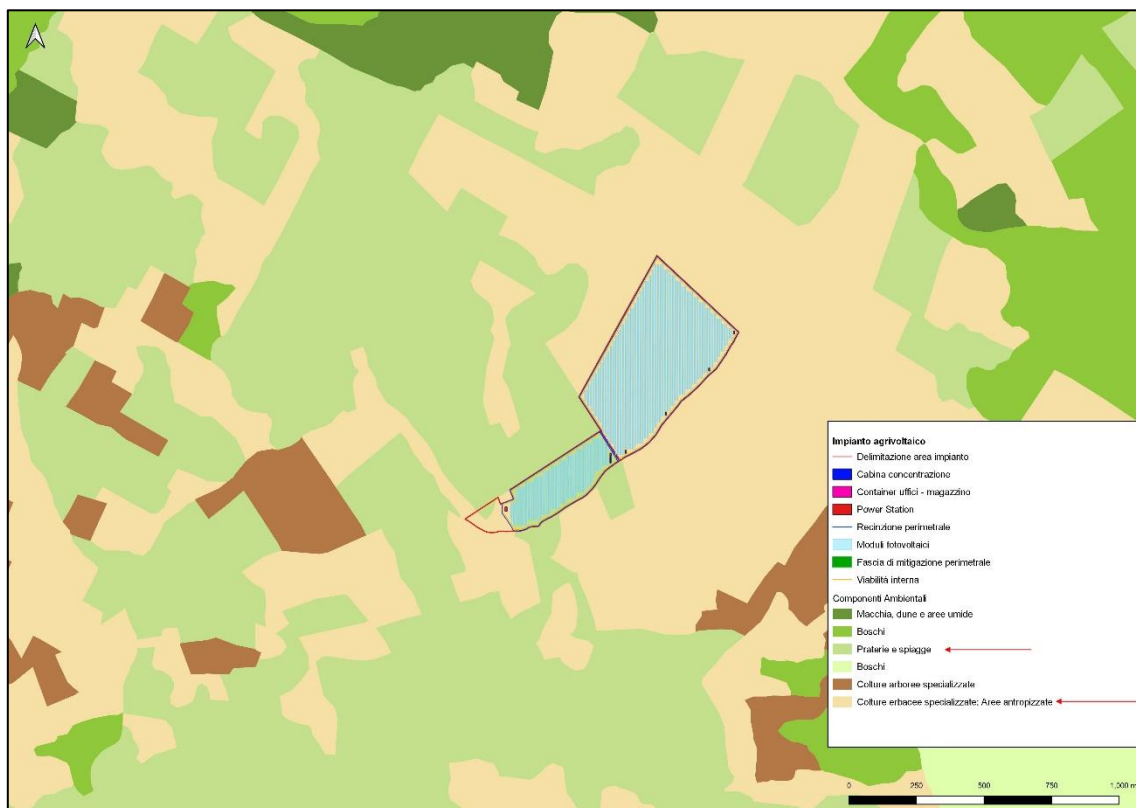 Impianto agrivoltaico
Delimitazione area impianto
Cabina concentrazione
Container uffici - magazzino
Power Station
Recinzione perimetrale
Moduli fotovoltaici
Fascia di mitigazione perimetrale
Viabilità interna
Componenti Ambientali
Macchia, dune e aree umide
Boschi
Praterie e spiagge
Boschi
Colture arboree specializzate
Colture erbacee specializzate; Aree antropizzate
0 250 500 750 1,000 m